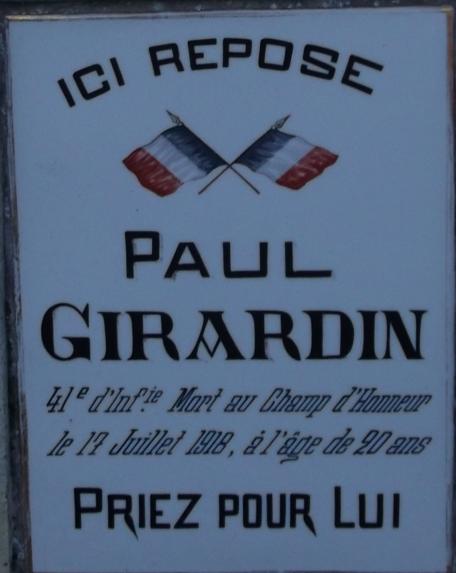 ICI REPOSE
PAUL
GIRARDIN
41e d'Infie Mort au Champ d'Honneur
le 17 Juillet 1918, à l'âge de 20 ans
PRIEZ POUR LUI